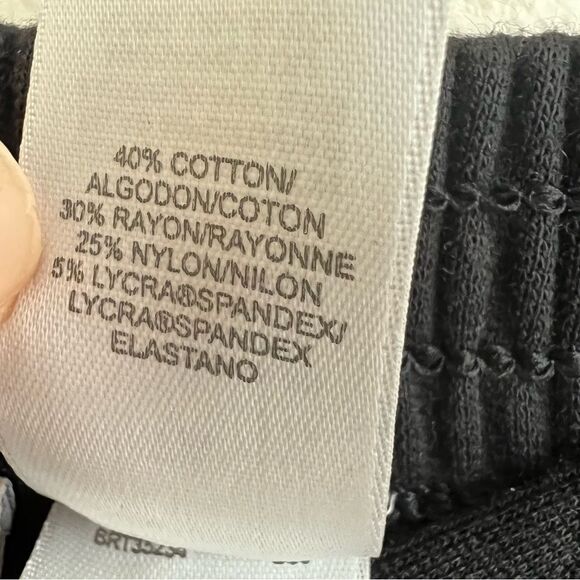 40% COTTON/
ALGODON/COTON
30% RAYON/RAYONNE
25% NYLON/NILON
5% LYCRA®SPANDEX/
LYCRA®SPANDEX
ELASTANO